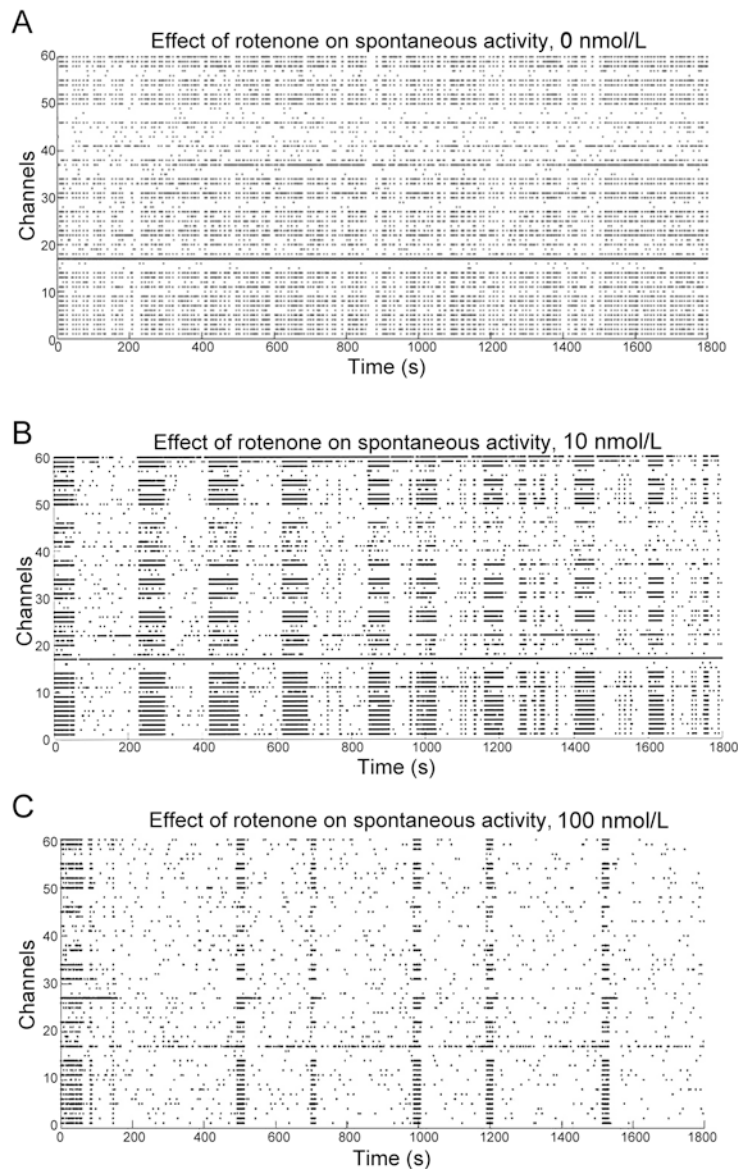 A
Effect of rotenone on spontaneous activity, 0 nmol/L
Channels
60
50
40
30
20
10
0
0 200 400 600 800 1000 1200 1400 1600 1800
Time (s)
B
Effect of rotenone on spontaneous activity, 10 nmol/L
Channels
60
50
40
30
20
10
0
0 200 400 600 800 1000 1200 1400 1600 1800
Time (s)
C
Effect of rotenone on spontaneous activity, 100 nmol/L
Channels
60
50
40
30
20
10
0
0 200 400 600 800 1000 1200 1400 1600 1800
Time (s)